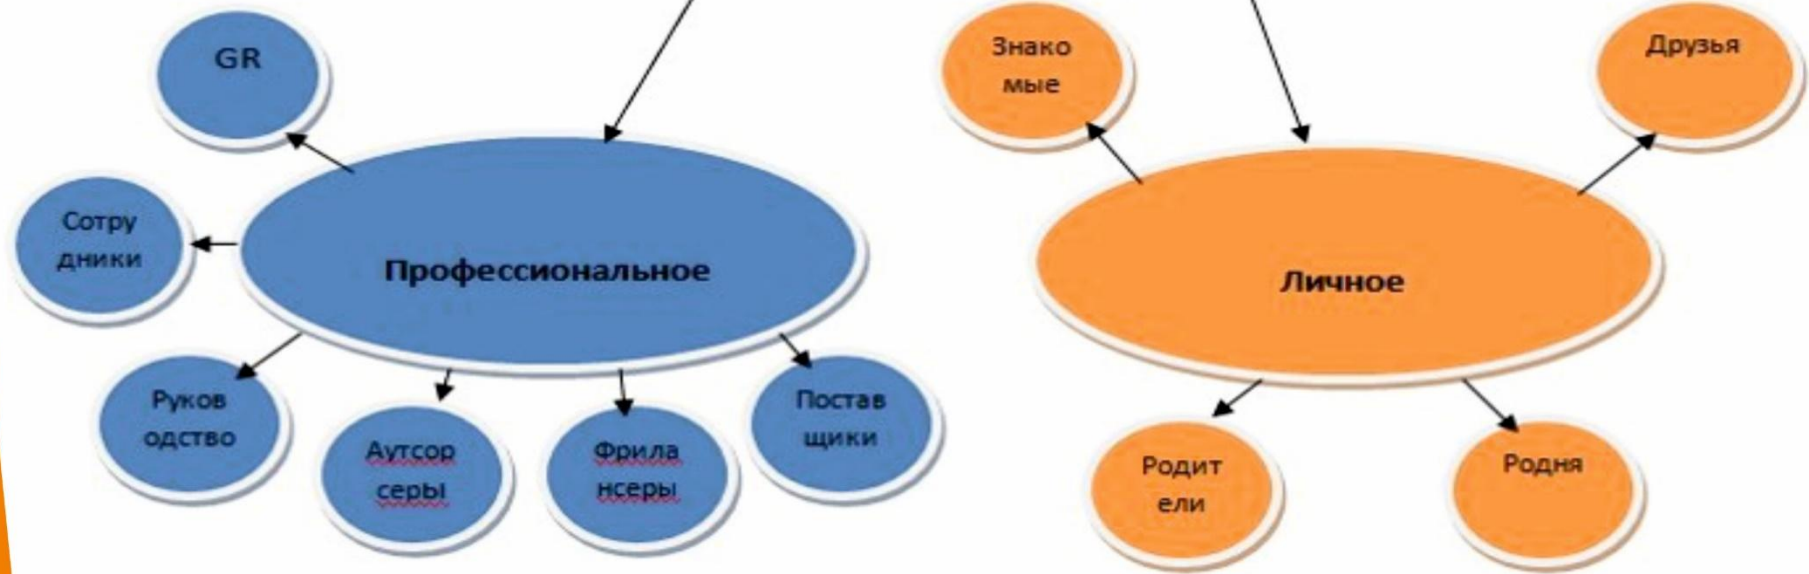 GR
Сотру
дники
Профессиональное
Руков
одство
Аутсор
серы
Фрила
нсеры
Постав
щики
Знако
мые
Друзья
Личное
Родит
ели
Родня